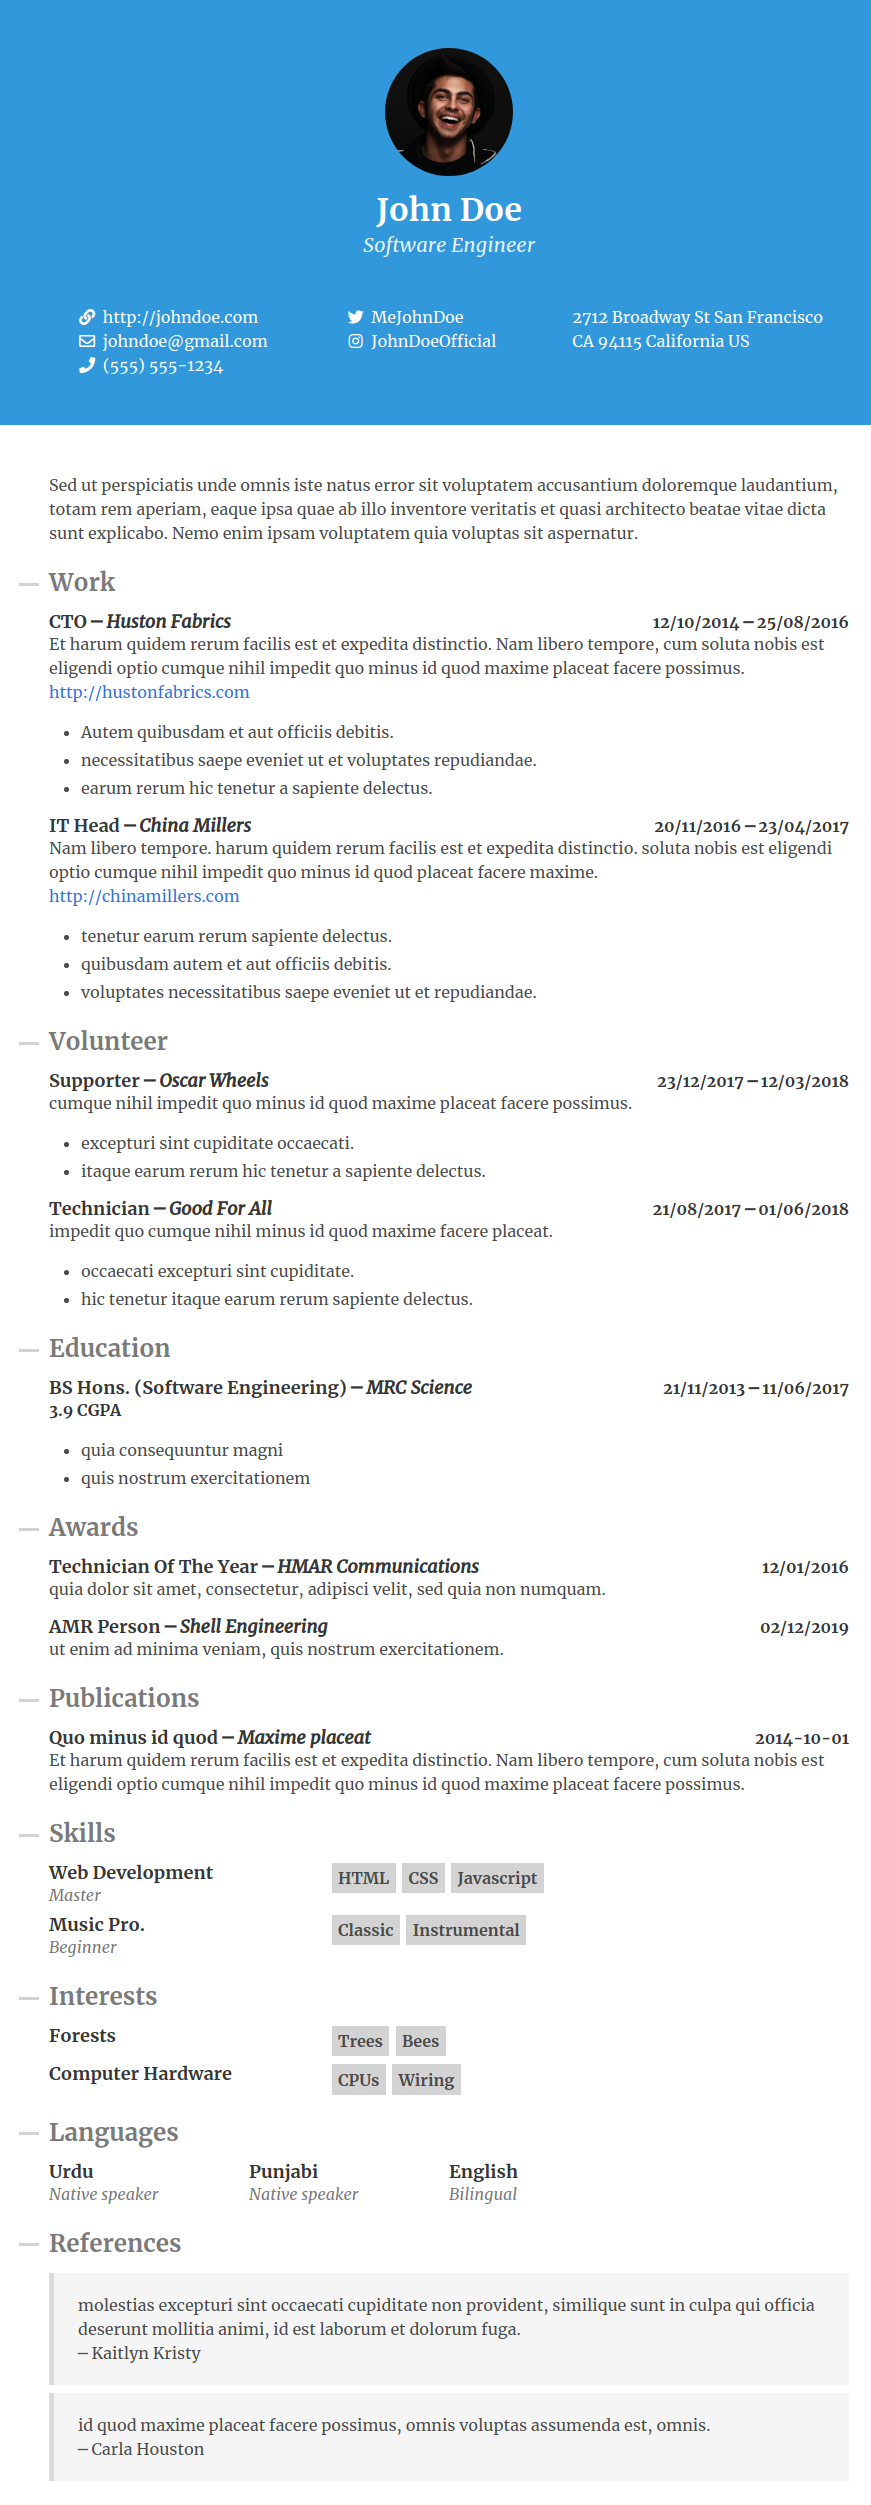 John Doe
Software Engineer
http://johndoe.com
johndoe@gmail.com
(555) 555-1234
MeJohnDoe
JohnDoeOfficial
2712 Broadway St San Francisco
CA 94115 California US
Sed ut perspiciatis unde omnis iste natus error sit voluptatem accusantium doloremque laudantium,
totam rem aperiam, eaque ipsa quae ab illo inventore veritatis et quasi architecto beatae vitae dicta
sunt explicabo. Nemo enim ipsam voluptatem quia voluptas sit aspernatur.
Work
CTO – Huston Fabrics 12/10/2014 – 25/08/2016
Et harum quidem rerum facilis est et expedita distinctio. Nam libero tempore, cum soluta nobis est
eligendi optio cumque nihil impedit quo minus id quod maxime placeat facere possimus.
http://hustonfabrics.com
• Autem quibusdam et aut officiis debitis.
• necessitatibus saepe eveniet ut et voluptates repudiandae.
• earum rerum hic tenetur a sapiente delectus.
IT Head – China Millers 20/11/2016 – 23/04/2017
Nam libero tempore. harum quidem rerum facilis est et expedita distinctio. soluta nobis est eligendi
optio cumque nihil impedit quo minus id quod placeat facere maxime.
http://chinamillers.com
• tenetur earum rerum sapiente delectus.
• quibusdam autem et aut officiis debitis.
• voluptates necessitatibus saepe eveniet ut et repudiandae.
Volunteer
Supporter – Oscar Wheels 23/12/2017 – 12/03/2018
cumque nihil impedit quo minus id quod maxime placeat facere possimus.
• excepturi sint cupiditate occaecati.
• itaque earum rerum hic tenetur a sapiente delectus.
Technician – Good For All 21/08/2017 – 01/06/2018
impedit quo cumque nihil minus id quod maxime facere placeat.
• occaecati excepturi sint cupiditate.
• hic tenetur itaque earum rerum sapiente delectus.
Education
BS Hons. (Software Engineering) – MRC Science 21/11/2013 – 11/06/2017
3.9 CGPA
• quia consequuntur magni
• quis nostrum exercitationem
Awards
Technician Of The Year – HMAR Communications 12/01/2016
quia dolor sit amet, consectetur, adipisci velit, sed quia non numquam.
AMR Person – Shell Engineering 02/12/2019
ut enim ad minima veniam, quis nostrum exercitationem.
Publications
Quo minus id quod – Maxime placeat 2014-10-01
Et harum quidem rerum facilis est et expedita distinctio. Nam libero tempore, cum soluta nobis est
eligendi optio cumque nihil impedit quo minus id quod maxime placeat facere possimus.
Skills
Web Development HTML CSS Javascript
Master
Music Pro. Classic Instrumental
Beginner
Interests
Forests Trees Bees
Computer Hardware CPUs Wiring
Languages
Urdu Punjabi English
Native speaker Native speaker Bilingual
References
molestias excepturi sint occaecati cupiditate non provident, similique sunt in culpa qui officia
deserunt mollitia animi, id est laborum et dolorum fuga.
– Kaitlyn Kristy
id quod maxime placeat facere possimus, omnis voluptas assumenda est, omnis.
– Carla Houston